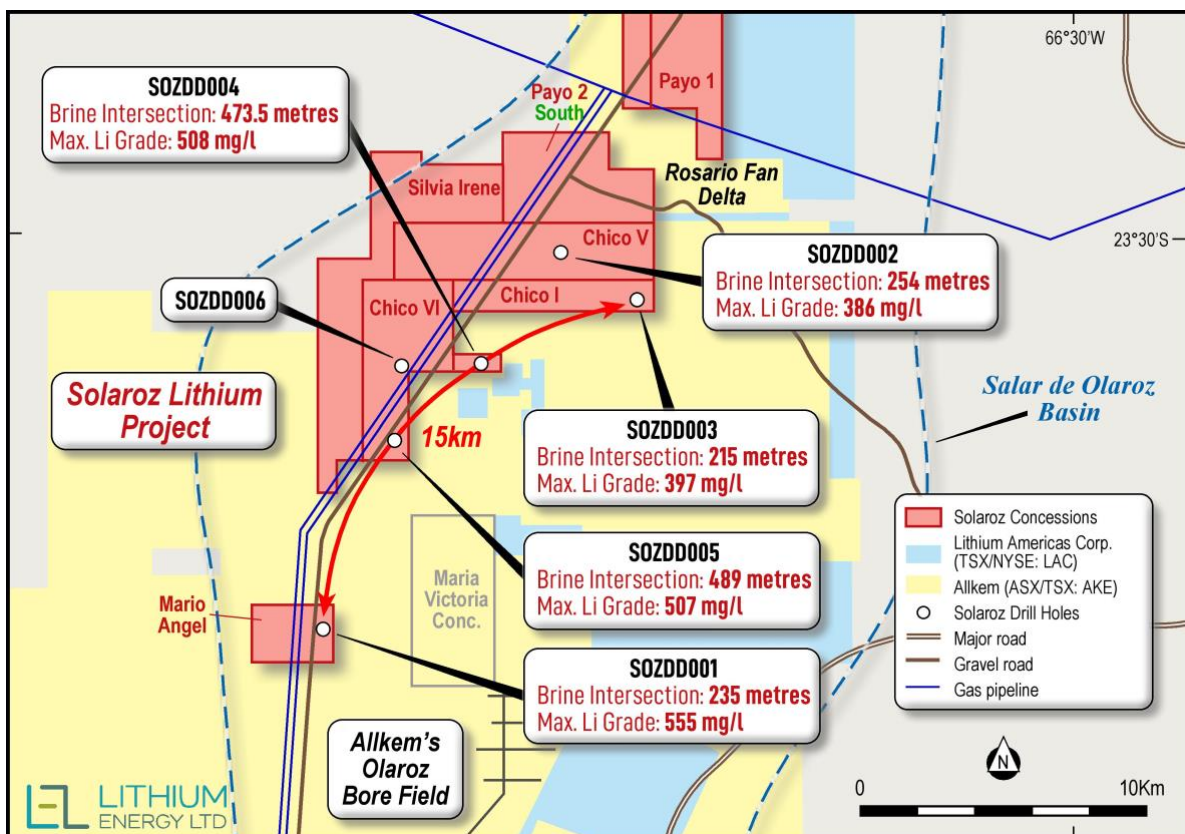 66°30'W
SOZDD004
Brine Intersection: 473.5 metres
Max. Li Grade: 508 mg/l
Payo 1
Payo 2
South
Rosario Fan
Delta
Silvia Irene
23°30'S
Chico V
SOZDD002
Brine Intersection: 254 metres
Max. Li Grade: 386 mg/l
SOZDD006
Chico VI
Chico I
Solaroz Lithium
Project
Salar de Olaroz
Basin
15km
SOZDD003
Brine Intersection: 215 metres
Max. Li Grade: 397 mg/l
SOZDD005
Brine Intersection: 489 metres
Max. Li Grade: 507 mg/l
Maria
Victoria
Conc.
Mario
Angel
SOZDD001
Brine Intersection: 235 metres
Max. Li Grade: 555 mg/l
Allkem's
Olaroz
Bore Field
Solaroz Concessions
Lithium Americas Corp.
(TSX/NYSE: LAC)
Allkem (ASX/TSX: AKE)
Solaroz Drill Holes
Major road
Gravel road
Gas pipeline
N
0 10Km
LITHIUM
ENERGY LTD